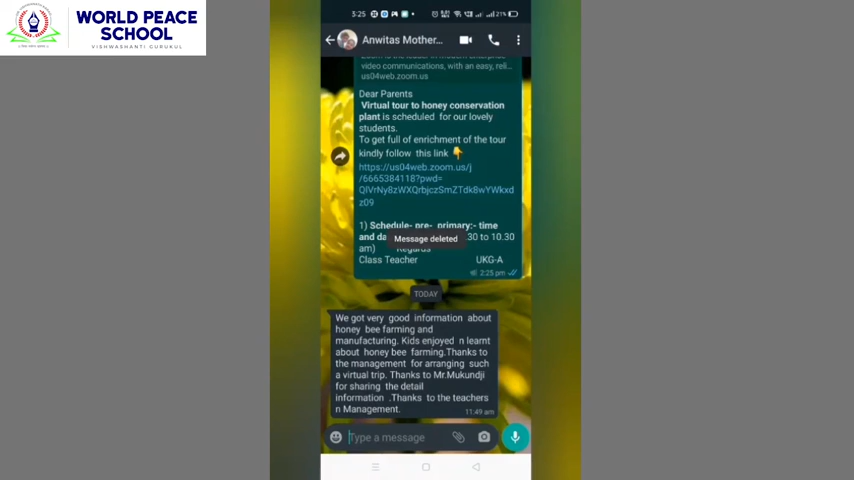 WORLD PEACE
SCHOOL
VISHWASHANTI GURUKUL
3:25
21%
Anwitas Mother...
video communications, with an easy, reli...
us04web.zoom.us
Dear Parents
Virtual tour to honey conservation
plant is scheduled for our lovely
students.
To get full of enrichment of the tour
kindly follow this link 👇
https://us04web.zoom.us/j
/6665384118?pwd=
QlVrNy8zWXQrbjczSmZTdk8wYWkxd
z09
1) Schedule- pre- primary:- time
and da
.30 to 10.30
Message deleted
am) Regards
Class Teacher UKG-A
2:25 pm
TODAY
We got very good information about
honey bee farming and
manufacturing. Kids enjoyed n learnt
about honey bee farming.Thanks to
the management for arranging such
a virtual trip. Thanks to Mr.Mukundji
for sharing the detail
information .Thanks to the teachers
n Management.
11:49 am
Type a message